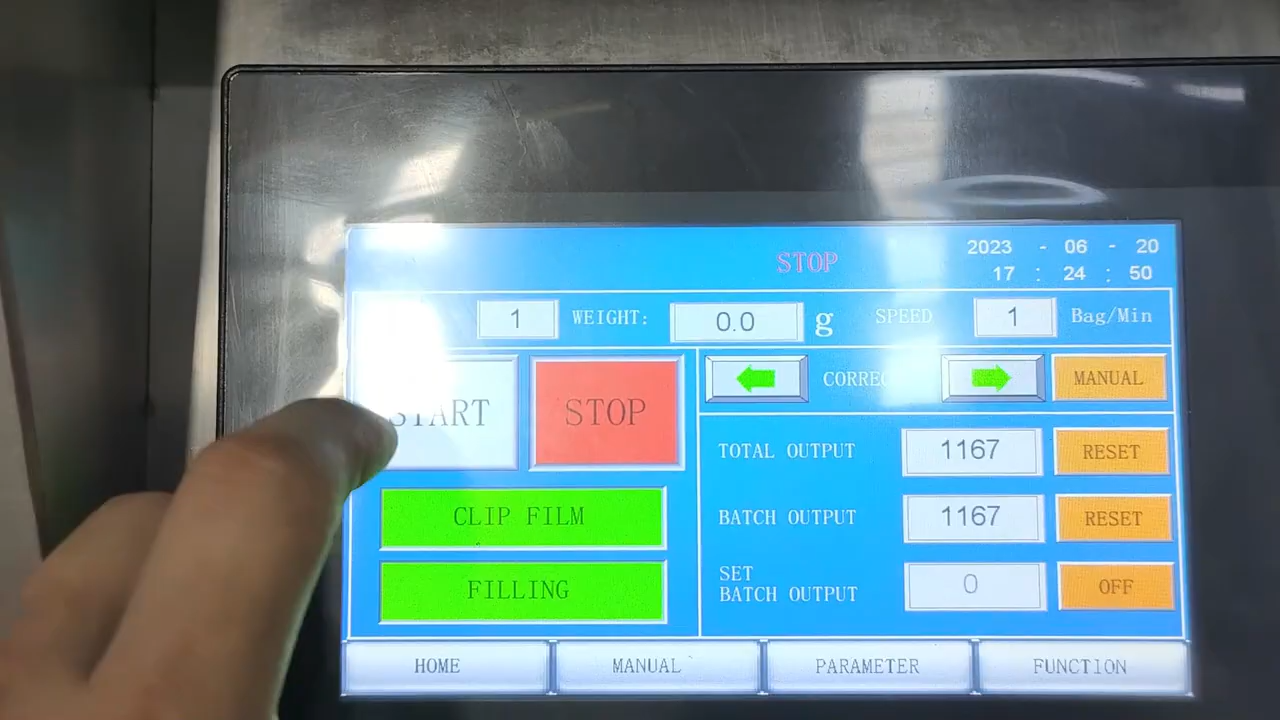 STOP
2023 - 06 - 20
17 : 24 : 50
1 WEIGHT: 0.0 g SPEED 1 Bag/Min
START STOP
CORREC
MANUAL
CLIP FILM
FILLING
TOTAL OUTPUT 1167 RESET
BATCH OUTPUT 1167 RESET
SET
BATCH OUTPUT 0 OFF
HOME MANUAL PARAMETER FUNCTION